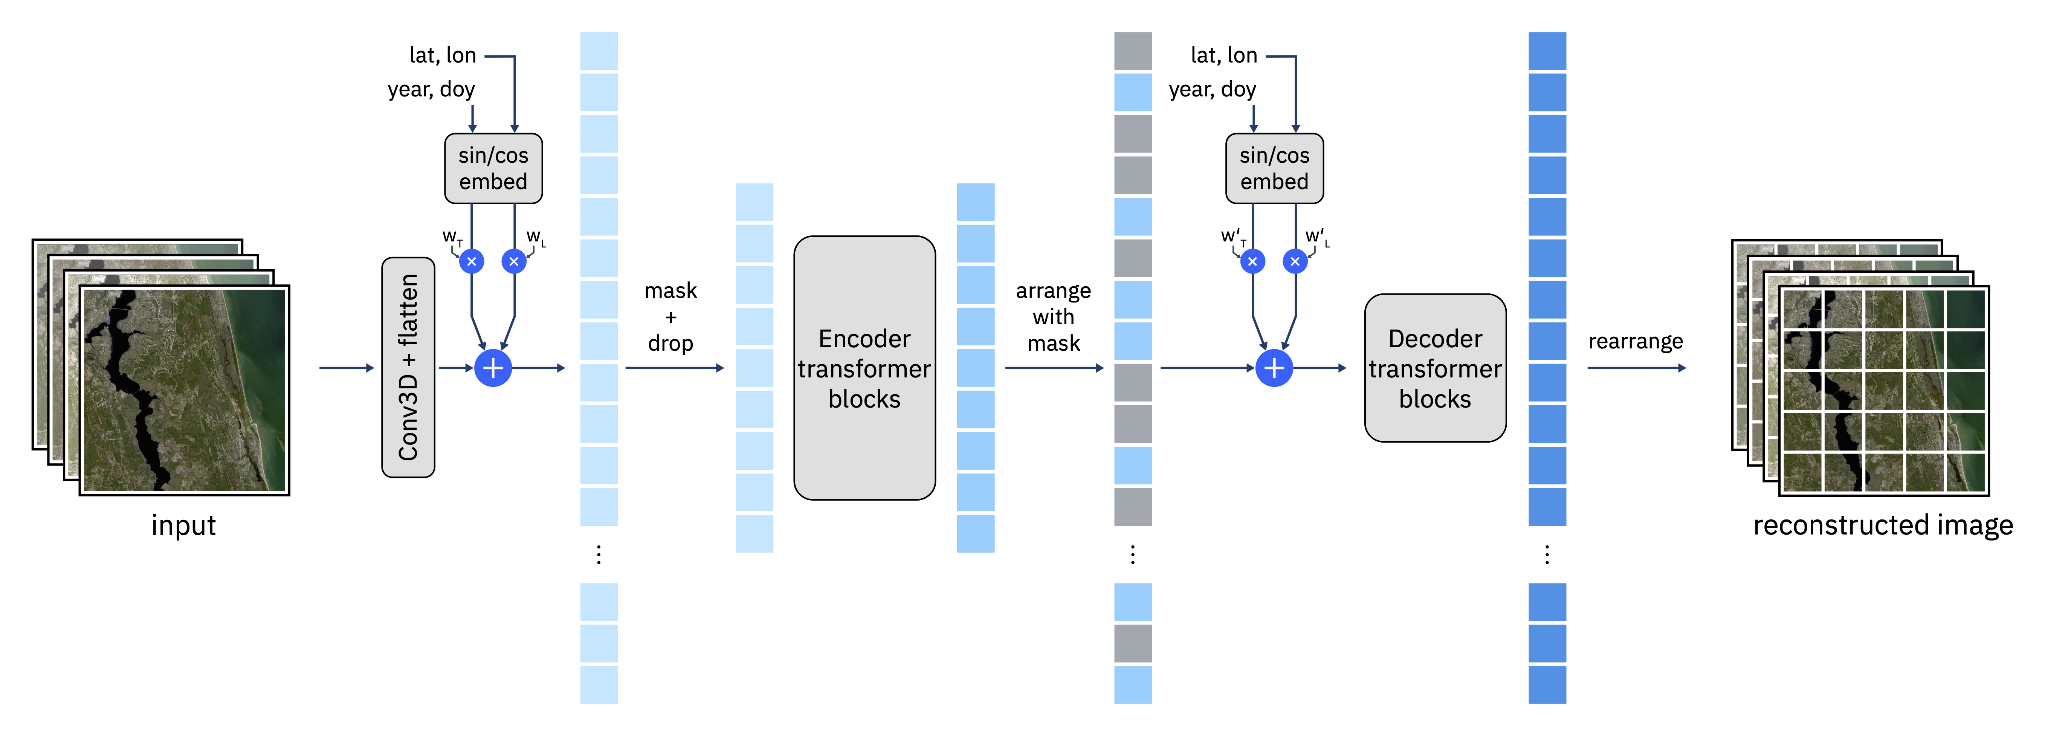 input
Conv3D + flatten
lat, lon
year, doy
sin/cos
embed
w_T
w_L
×
×
+
mask
+
drop
Encoder
transformer
blocks
arrange
with
mask
lat, lon
year, doy
sin/cos
embed
w‘_T
w‘_L
×
×
+
Decoder
transformer
blocks
rearrange
reconstructed image